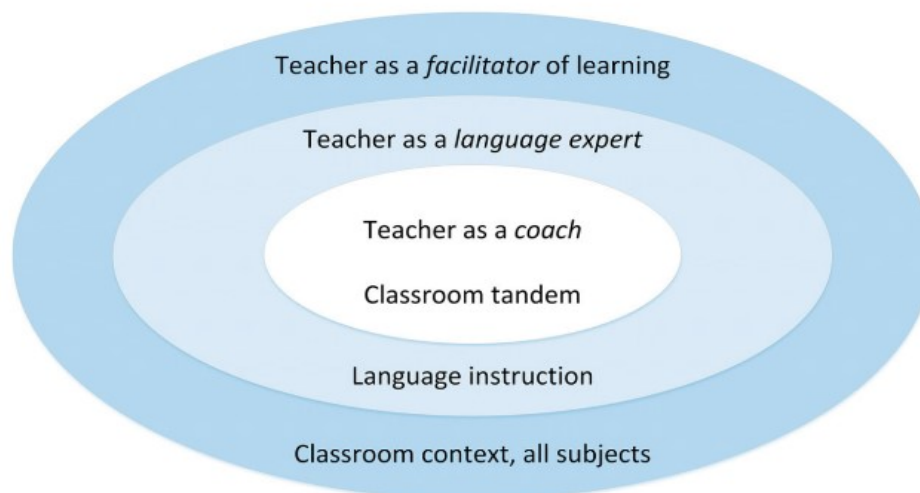 Teacher as a facilitator of learning
Teacher as a language expert
Teacher as a coach
Classroom tandem
Language instruction
Classroom context, all subjects